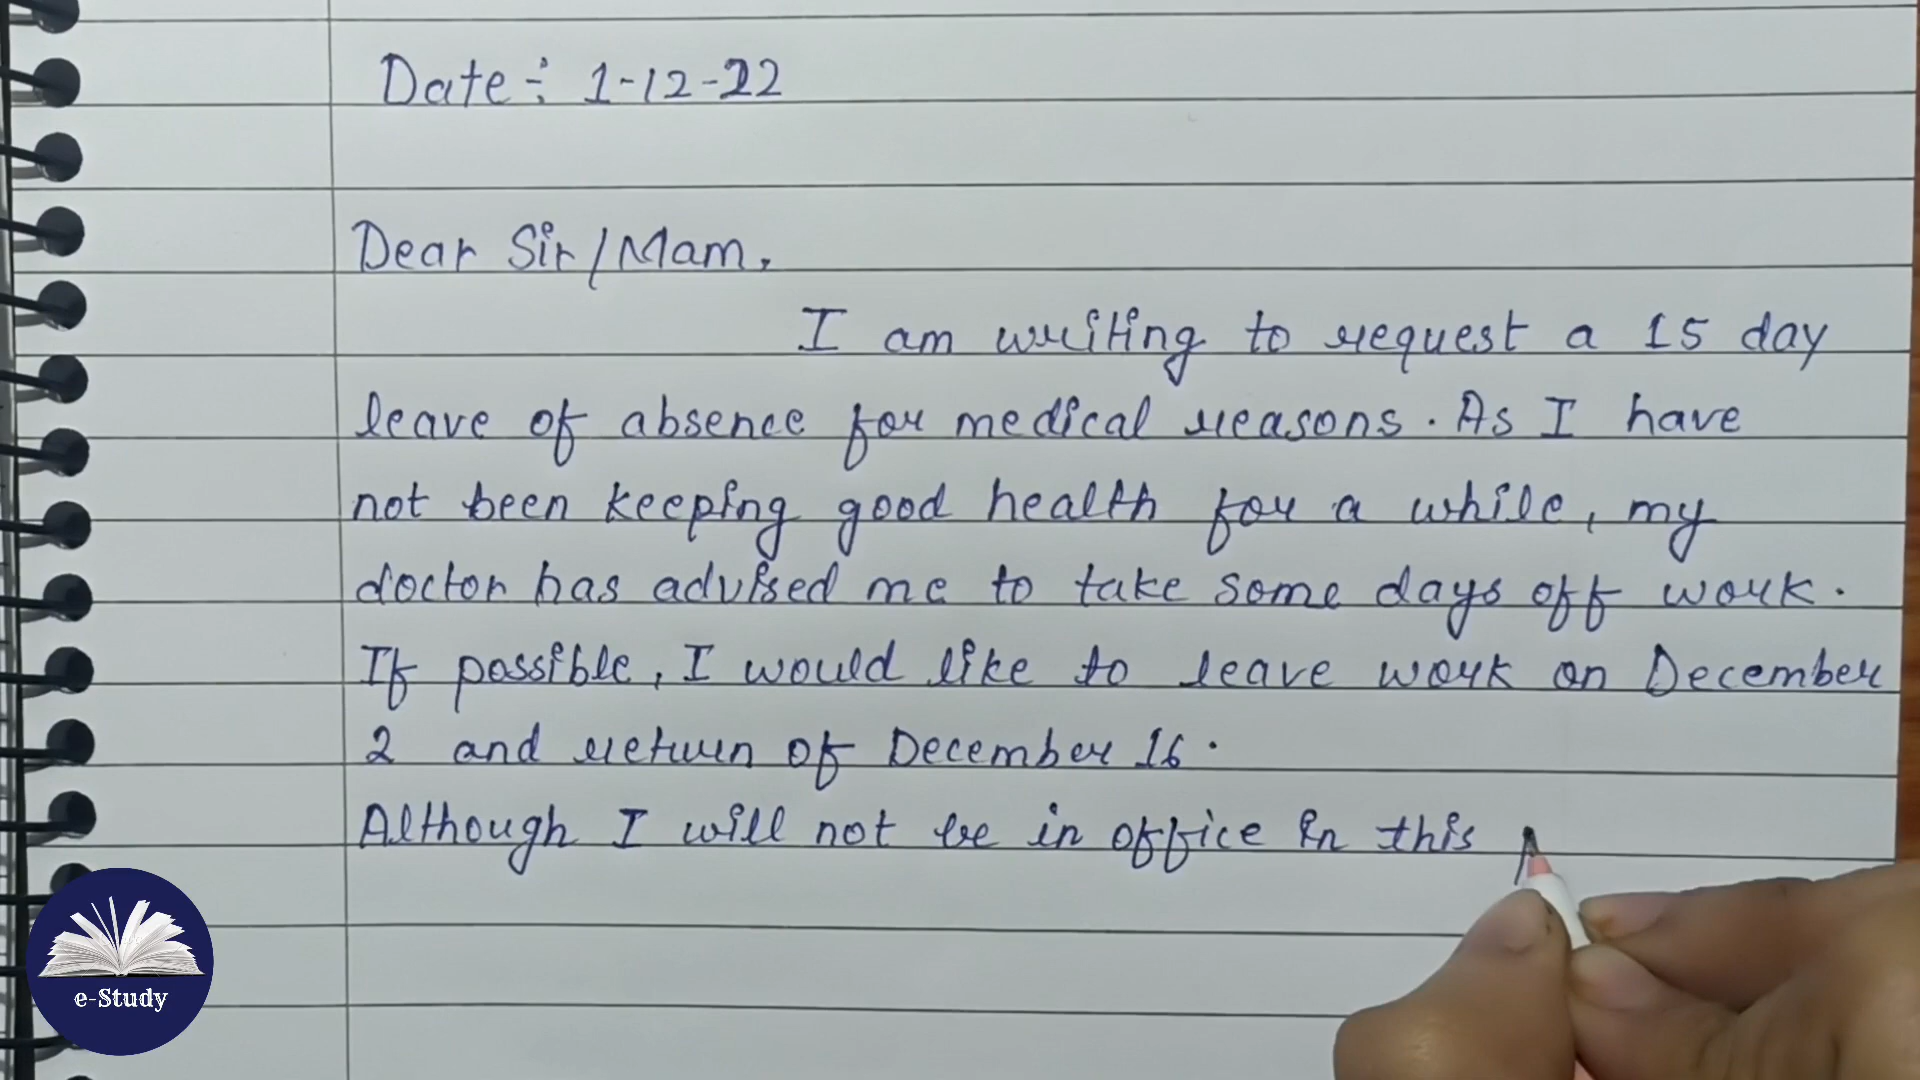 Date ÷ 1-12-22
Dear Sir/Mam,
I am writing to request a 15 day
leave of absence for medical reasons. As I have
not been keeping good health for a while, my
doctor has advised me to take some days off work.
If possible, I would like to leave work on December
2 and return of December 16.
Although I will not be in office in this
e-Study